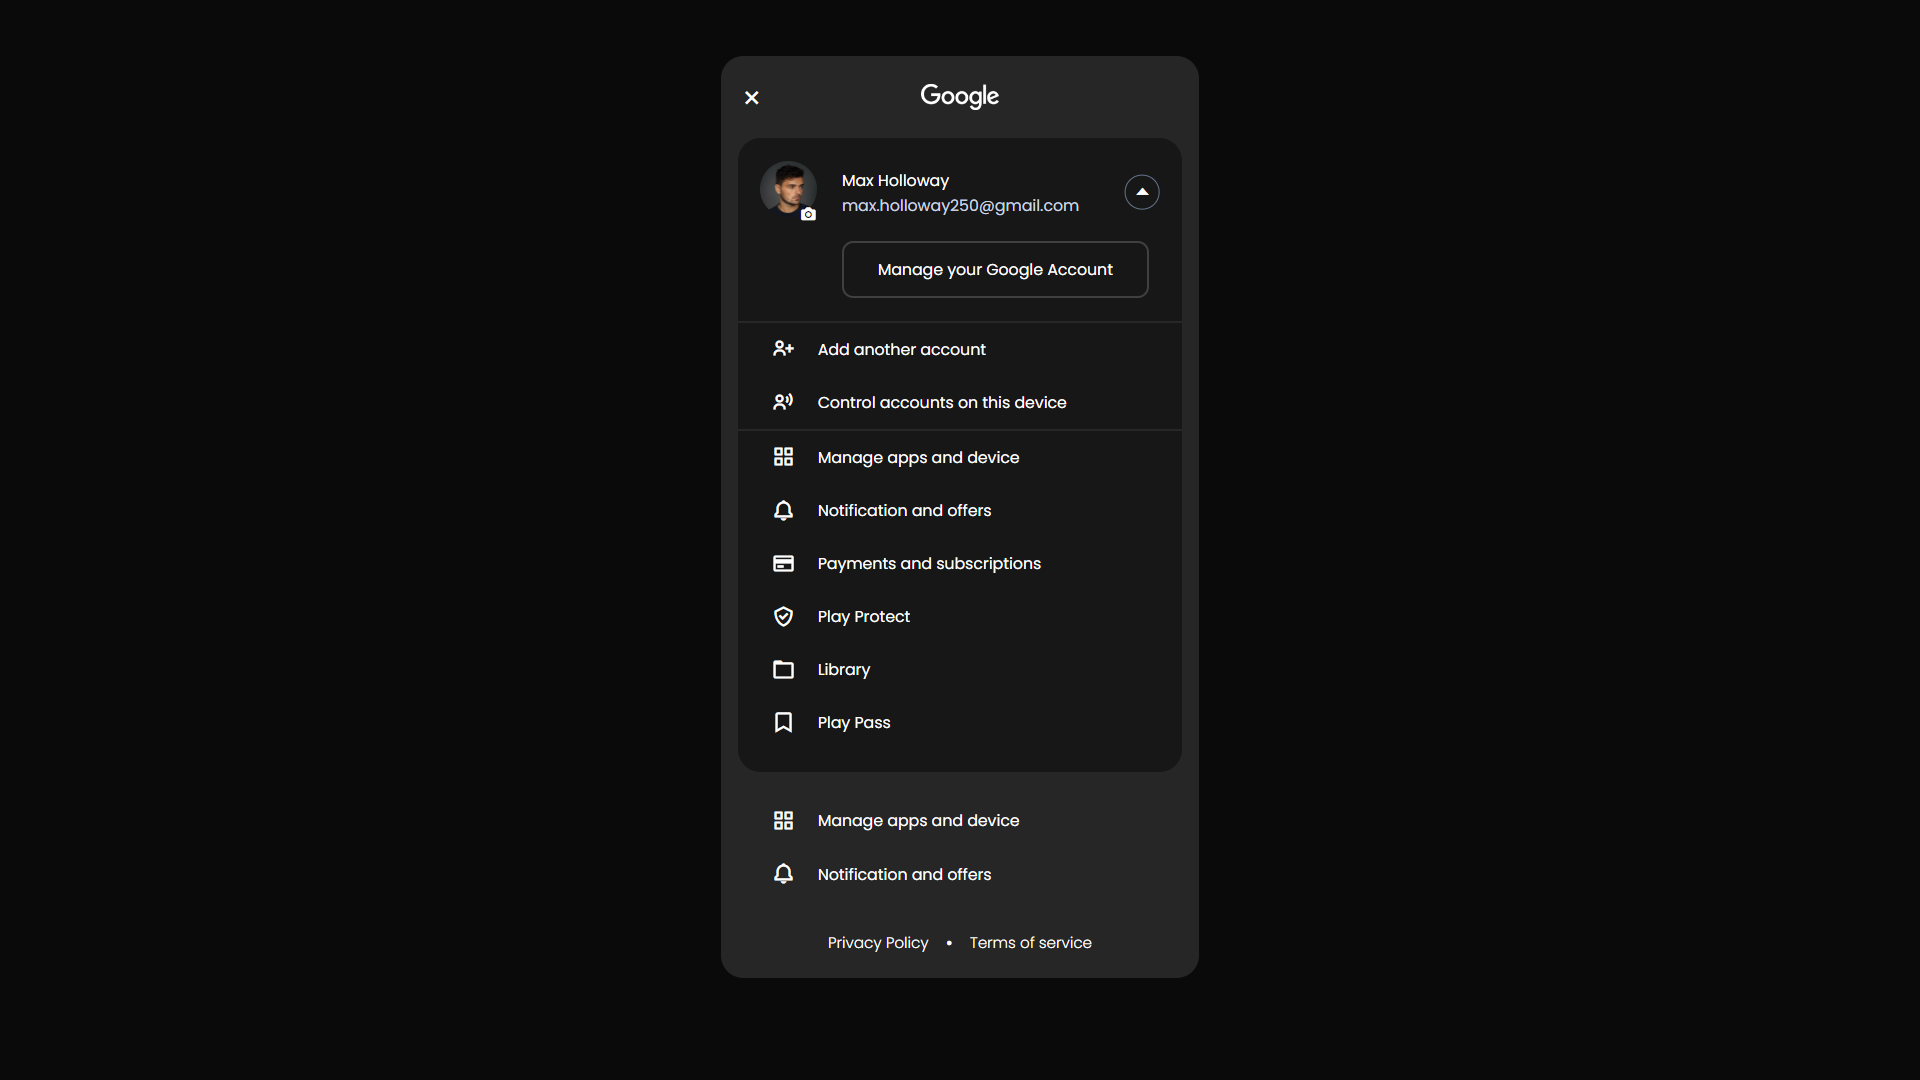 Google
Max Holloway
max.holloway250@gmail.com
Manage your Google Account
Add another account
Control accounts on this device
Manage apps and device
Notification and offers
Payments and subscriptions
Play Protect
Library
Play Pass
Manage apps and device
Notification and offers
Privacy Policy • Terms of service